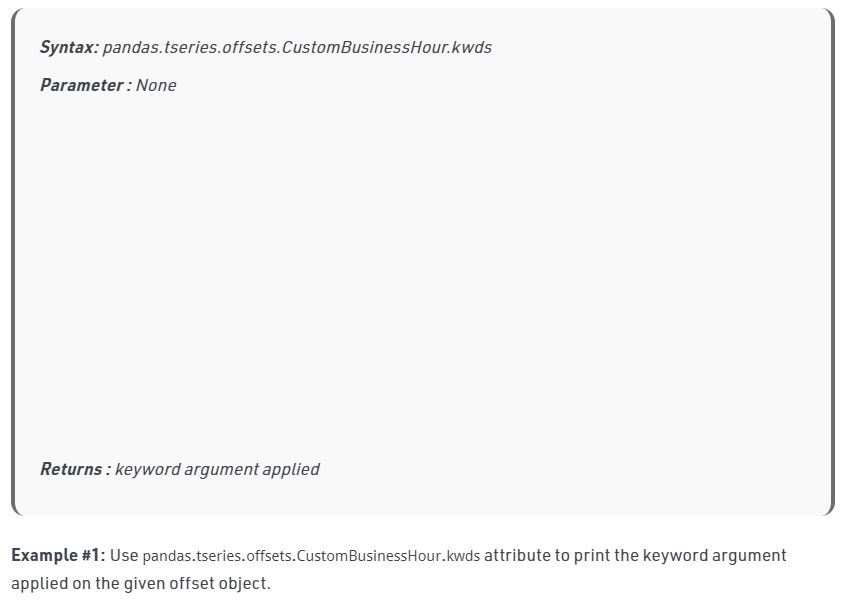 Syntax: pandas.tseries.offsets.CustomBusinessHour.kwds
Parameter : None
Returns : keyword argument applied
Example #1: Use pandas.tseries.offsets.CustomBusinessHour.kwds attribute to print the keyword argument
applied on the given offset object.